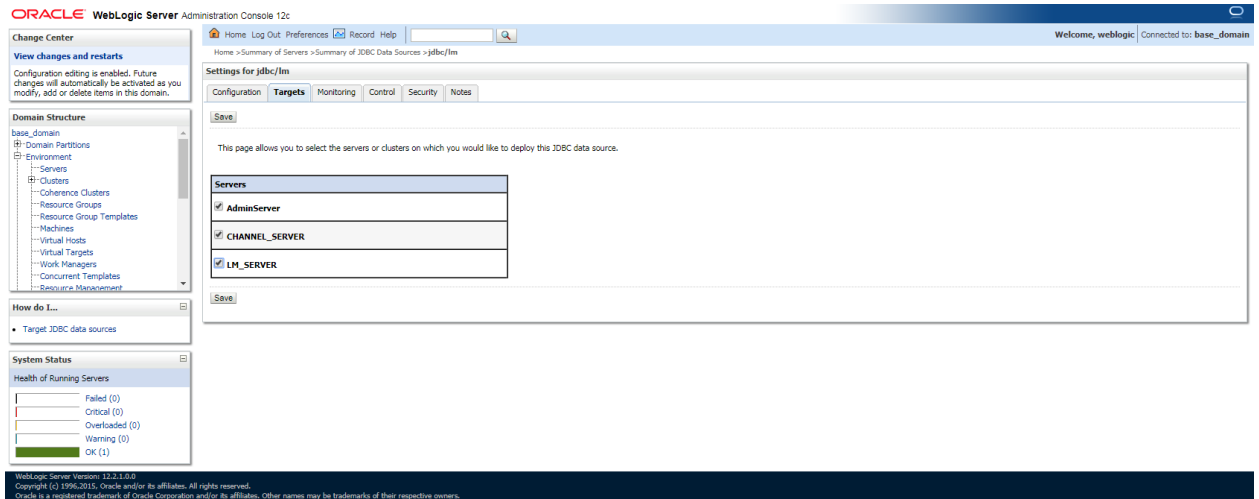 ORACLE WebLogic Server Administration Console 12c
Change Center
View changes and restarts
Configuration editing is enabled. Future
changes will automatically be activated as you
modify, add or delete items in this domain.
Domain Structure
base_domain
Domain Partitions
Environment
Servers
Clusters
Coherence Clusters
Resource Groups
Resource Group Templates
Machines
Virtual Hosts
Virtual Targets
Work Managers
Concurrent Templates
Resource Management
How do I...
Target JDBC data sources
System Status
Health of Running Servers
Failed (0)
Critical (0)
Overloaded (0)
Warning (0)
OK (1)
Home Log Out Preferences Record Help
Welcome, weblogic Connected to: base_domain
Home >Summary of Servers >Summary of JDBC Data Sources >jdbc/lm
Settings for jdbc/lm
Configuration Targets Monitoring Control Security Notes
Save
This page allows you to select the servers or clusters on which you would like to deploy this JDBC data source.
Servers
AdminServer
CHANNEL_SERVER
LM_SERVER
Save
WebLogic Server Version: 12.2.1.0.0
Copyright (c) 1996,2015, Oracle and/or its affiliates. All rights reserved.
Oracle is a registered trademark of Oracle Corporation and/or its affiliates. Other names may be trademarks of their respective owners.